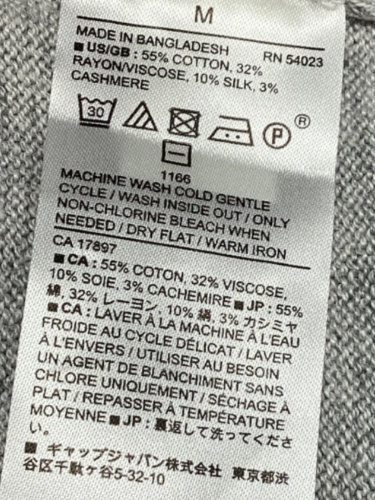 M
MADE IN BANGLADESH RN 54023
■ US/GB : 55% COTTON, 32%
RAYON/VISCOSE, 10% SILK, 3%
CASHMERE
30 P ®
1166
MACHINE WASH COLD GENTLE
CYCLE / WASH INSIDE OUT / ONLY
NON-CHLORINE BLEACH WHEN
NEEDED / DRY FLAT / WARM IRON
CA 17897
■ CA : 55% COTON, 32% VISCOSE,
10% SOIE, 3% CACHEMIRE ■ JP : 55%
綿, 32% レーヨン, 10% 絹, 3% カシミヤ
■ CA : LAVER À LA MACHINE À L'EAU
FROIDE AU CYCLE DÉLICAT / LAVER
À L'ENVERS / UTILISER AU BESOIN
UN AGENT DE BLANCHIMENT SANS
CHLORE UNIQUEMENT / SÉCHAGE À
PLAT / REPASSER À TEMPÉRATURE
MOYENNE ■ JP : 裏返して洗ってくださ
い。
■ ギャップジャパン株式会社 東京都渋
谷区千駄ヶ谷5-32-10